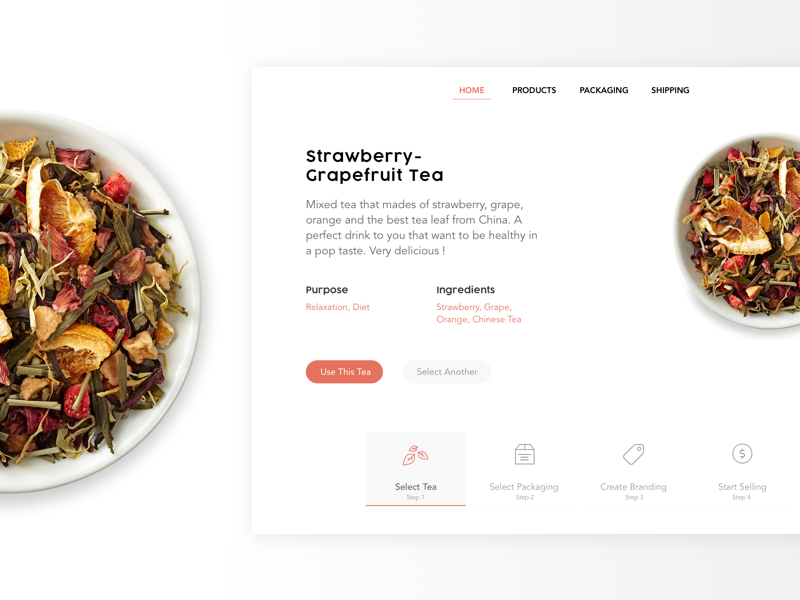 HOME PRODUCTS PACKAGING SHIPPING
Strawberry-
Grapefruit Tea
Mixed tea that mades of strawberry, grape,
orange and the best tea leaf from China. A
perfect drink to you that want to be healthy in
a pop taste. Very delicious !
Purpose
Relaxation, Diet
Ingredients
Strawberry, Grape,
Orange, Chinese Tea
Use This Tea
Select Another
Select Tea
Step 1
Select Packaging
Step 2
Create Branding
Step 3
$
Start Selling
Step 4